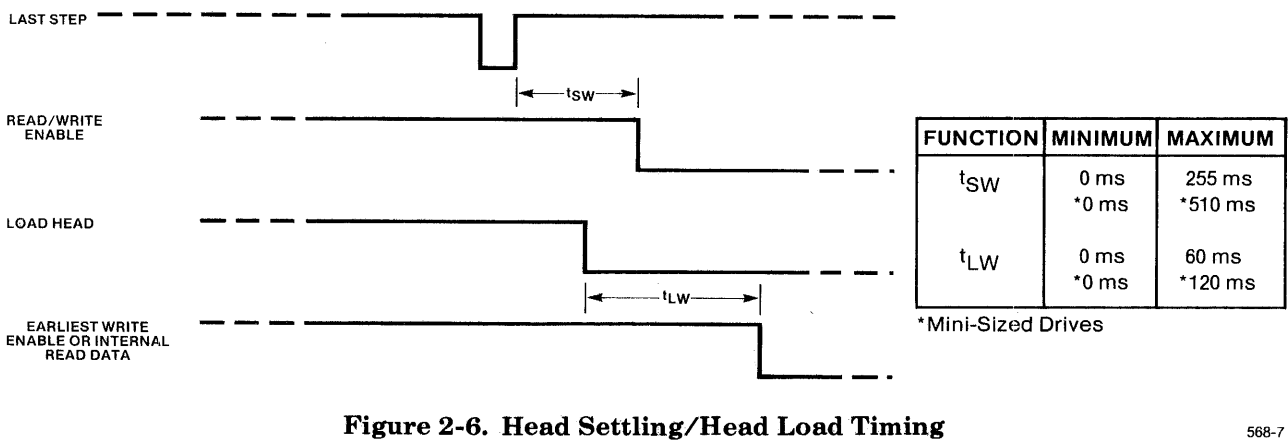 LAST STEP
tSW
READ/WRITE
ENABLE
LOAD HEAD
tLW
EARLIEST WRITE
ENABLE OR INTERNAL
READ DATA
FUNCTION MINIMUM MAXIMUM
tSW 0 ms 255 ms
*0 ms *510 ms
tLW 0 ms 60 ms
*0 ms *120 ms
*Mini-Sized Drives
Figure 2-6. Head Settling/Head Load Timing
568-7